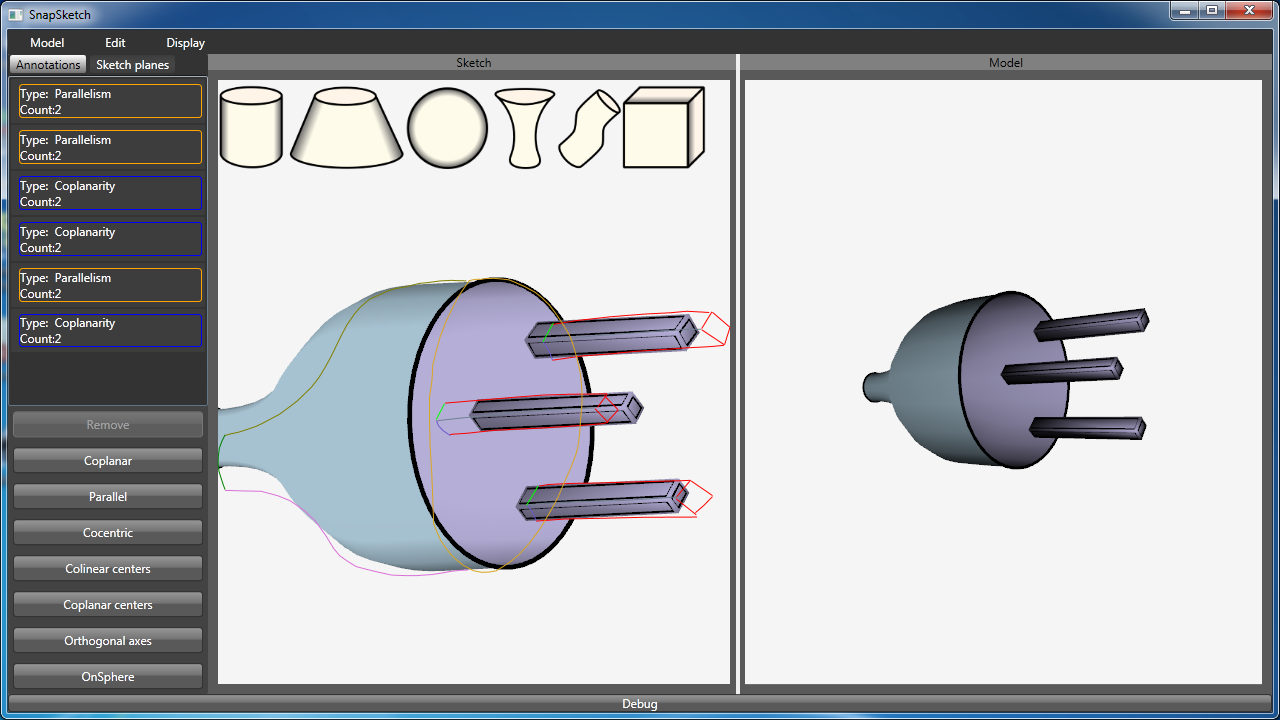 SnapSketch
Model Edit Display
Annotations Sketch planes
Sketch
Model
Type: Parallelism
Count:2
Type: Parallelism
Count:2
Type: Coplanarity
Count:2
Type: Coplanarity
Count:2
Type: Parallelism
Count:2
Type: Coplanarity
Count:2
Remove
Coplanar
Parallel
Cocentric
Colinear centers
Coplanar centers
Orthogonal axes
OnSphere
Debug